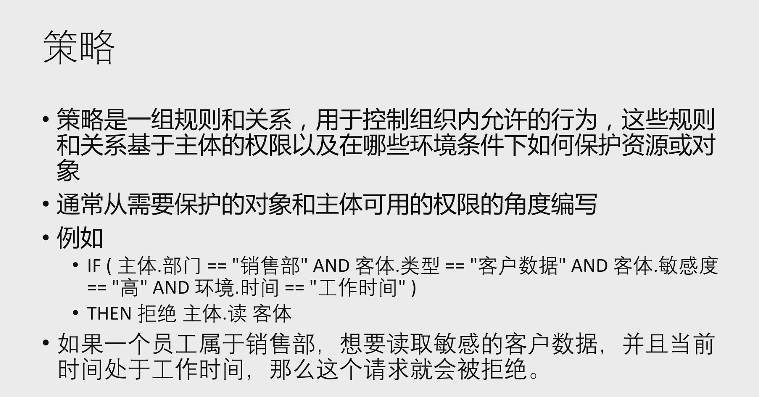 策略
• 策略是一组规则和关系，用于控制组织内允许的行为，这些规则
和关系基于主体的权限以及在哪些环境条件下如何保护资源或对
象
• 通常从需要保护的对象和主体可用的权限的角度编写
• 例如
• IF ( 主体.部门 == "销售部" AND 客体.类型 == "客户数据" AND 客体.敏感度
== "高" AND 环境.时间 == "工作时间" )
• THEN 拒绝 主体.读 客体
• 如果一个员工属于销售部，想要读取敏感的客户数据，并且当前
时间处于工作时间，那么这个请求就会被拒绝。